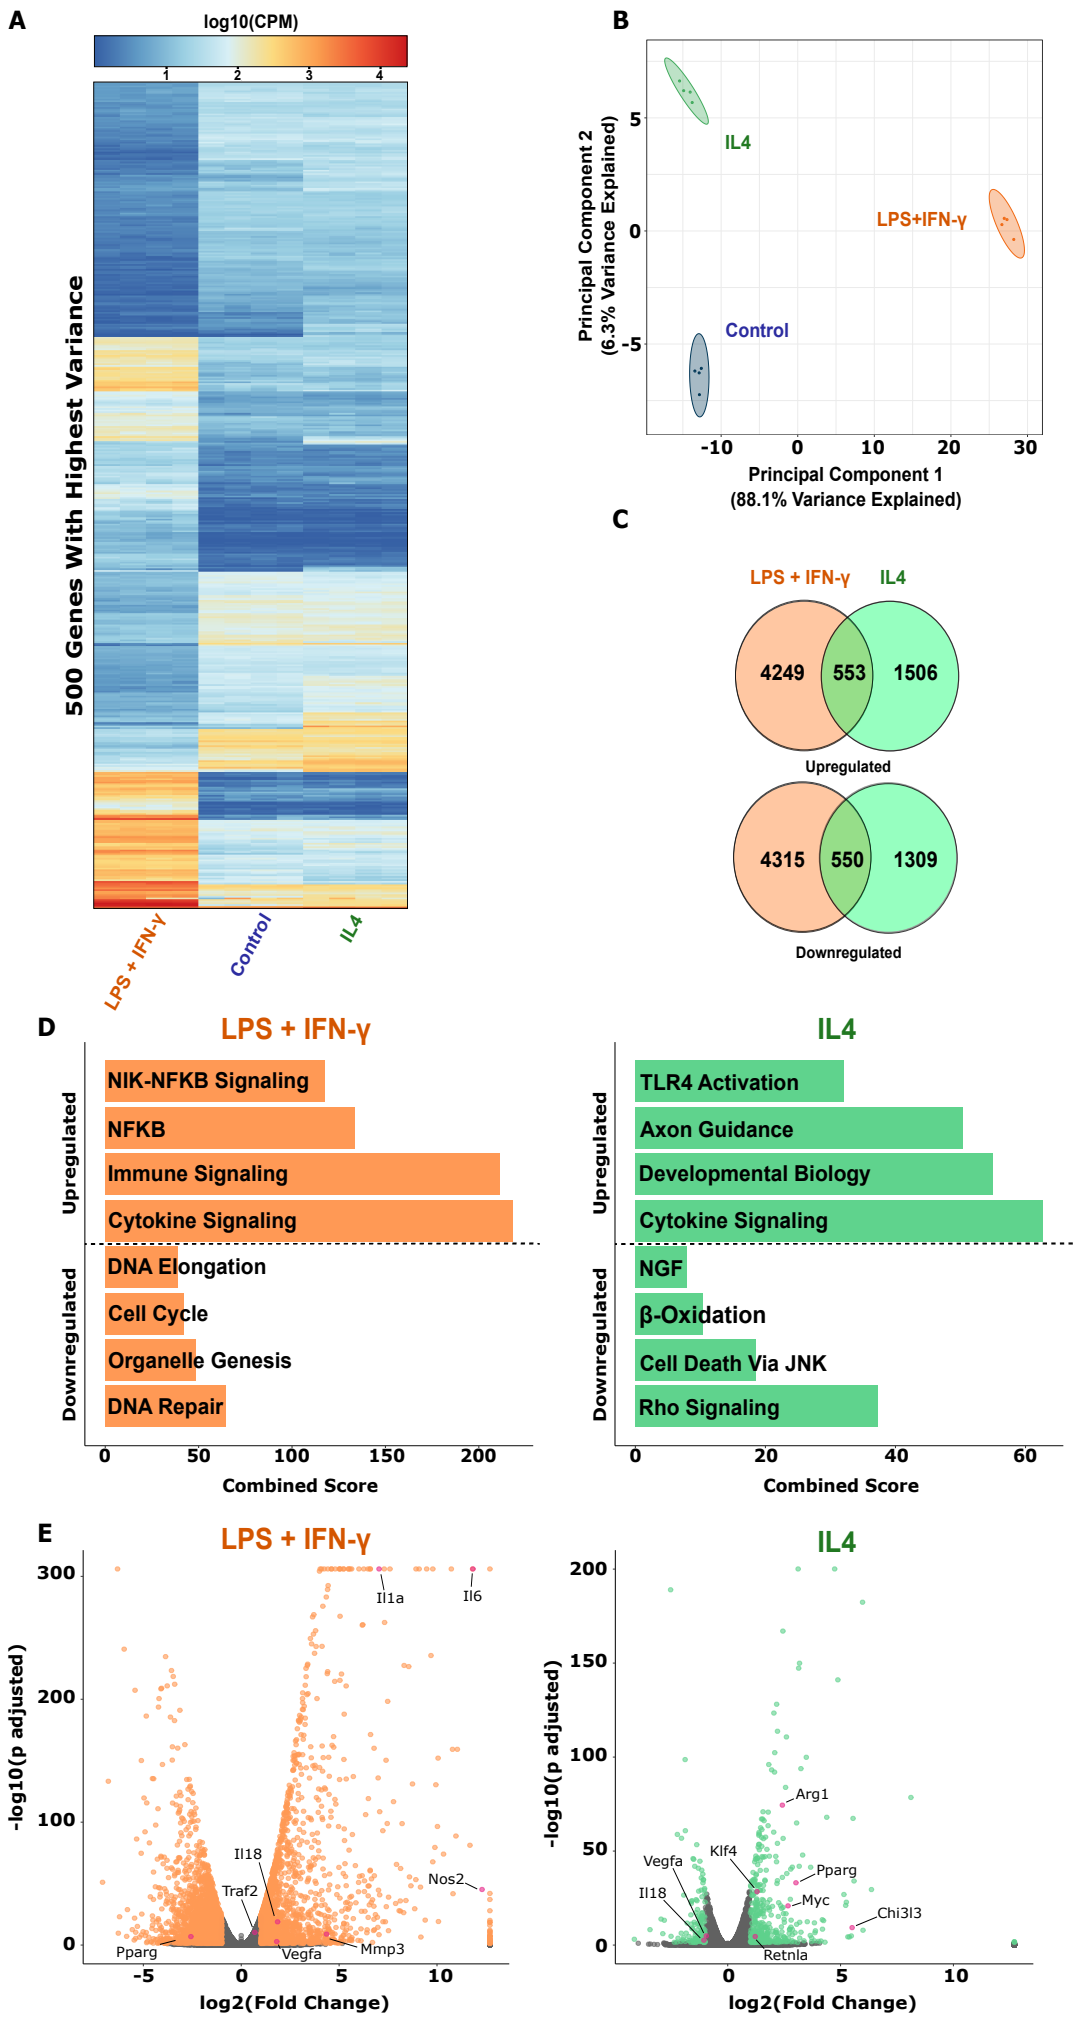 A
log10(CPM)
1 2 3 4
500 Genes With Highest Variance
LPS + IFN-γ
Control
IL4
B
Principal Component 2
(6.3% Variance Explained)
5
0
-5
IL4
LPS+IFN-γ
Control
-10 0 10 20 30
Principal Component 1
(88.1% Variance Explained)
C
LPS + IFN-γ IL4
4249 553 1506
Upregulated
4315 550 1309
Downregulated
D
LPS + IFN-γ
Upregulated
Downregulated
NIK-NFKB Signaling
NFKB
Immune Signaling
Cytokine Signaling
DNA Elongation
Cell Cycle
Organelle Genesis
DNA Repair
0 50 100 150 200
Combined Score
IL4
Upregulated
Downregulated
TLR4 Activation
Axon Guidance
Developmental Biology
Cytokine Signaling
NGF
β-Oxidation
Cell Death Via JNK
Rho Signaling
0 20 40 60
Combined Score
E
LPS + IFN-γ
-log10(p adjusted)
300
200
100
0
Il1a
Il6
Il18
Traf2
Nos2
Pparg
Vegfa
Mmp3
-5 0 5 10
log2(Fold Change)
IL4
-log10(p adjusted)
200
150
100
50
0
Arg1
Klf4
Vegfa
Pparg
Il18
Myc
Chi3l3
Retnla
0 5 10
log2(Fold Change)